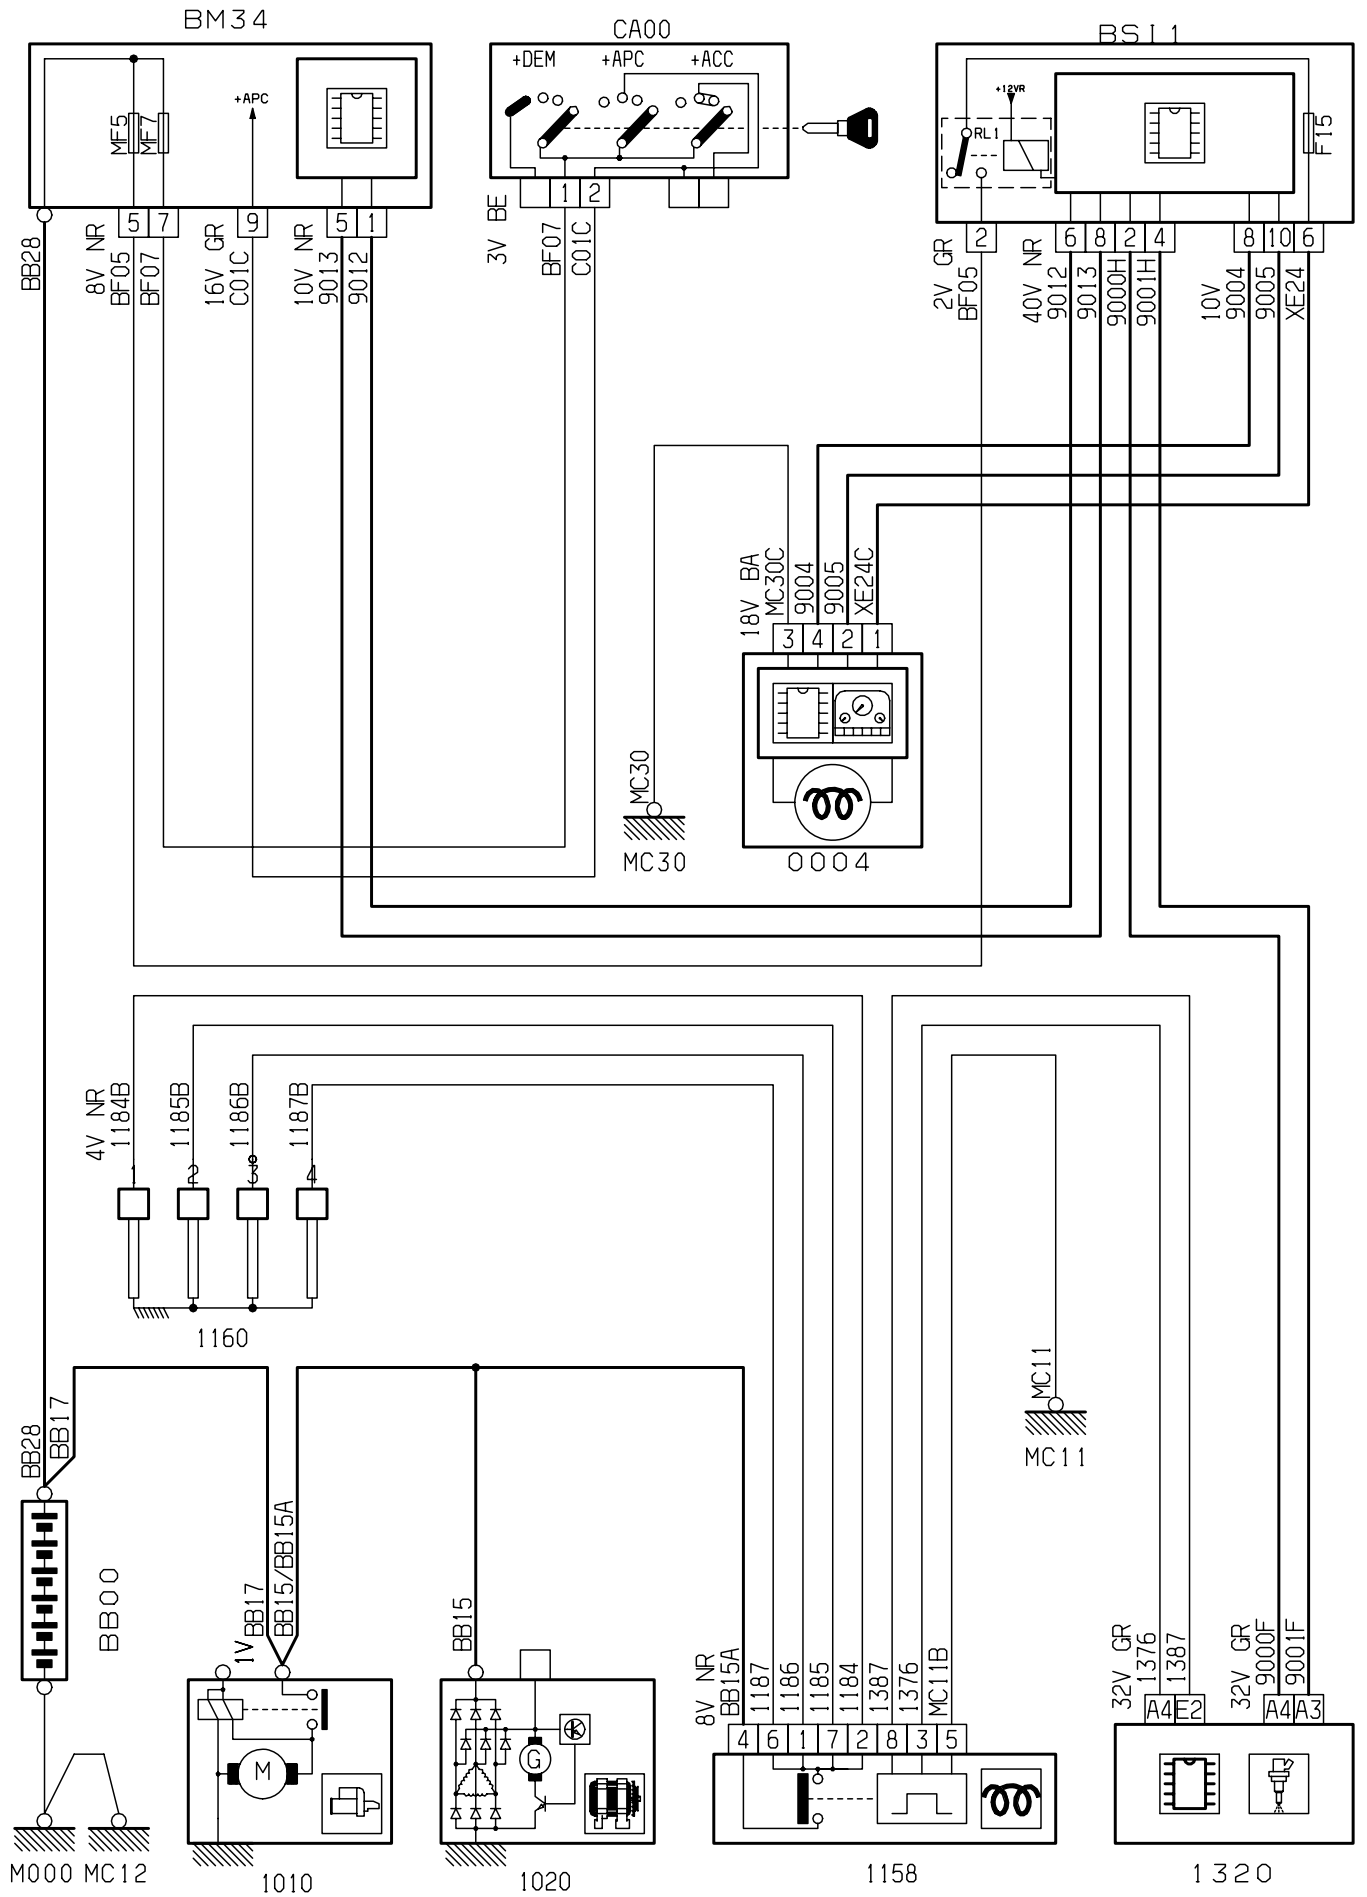 BM34 CA00 BSI1
+DEM +APC +ACC
+12VR
+APC
RL1
MF5 MF7 F15
5 7 9 5 1 1 2 2 6 8 2 4 8 10 6
BB28
8V NR
BF05
BF07
16V GR
C01C
10V NR
9013
9012
3V BE
BF07
C01C
2V GR
BF05
40V NR
9012
9013
9000H
9001H
10V
9004
9005
XE24
18V BA
MC30C
9004
9005
XE24C
3 4 2 1
MC30
MC30 0004
4V NR
1184B
1185B
1186B
1187B
1 2 3 4
1160
MC11
MC11
BB28
BB17
BB00
1V
BB17
BB15/BB15A
BB15
8V NR
BB15A
1187
1186
1185
1184
1387
1376
MC11B
32V GR
1376
1387
32V GR
9000F
9001F
A4 E2 A4 A3
4 6 1 7 2 8 3 5
M G
M000 MC12 1010 1020 1158 1320